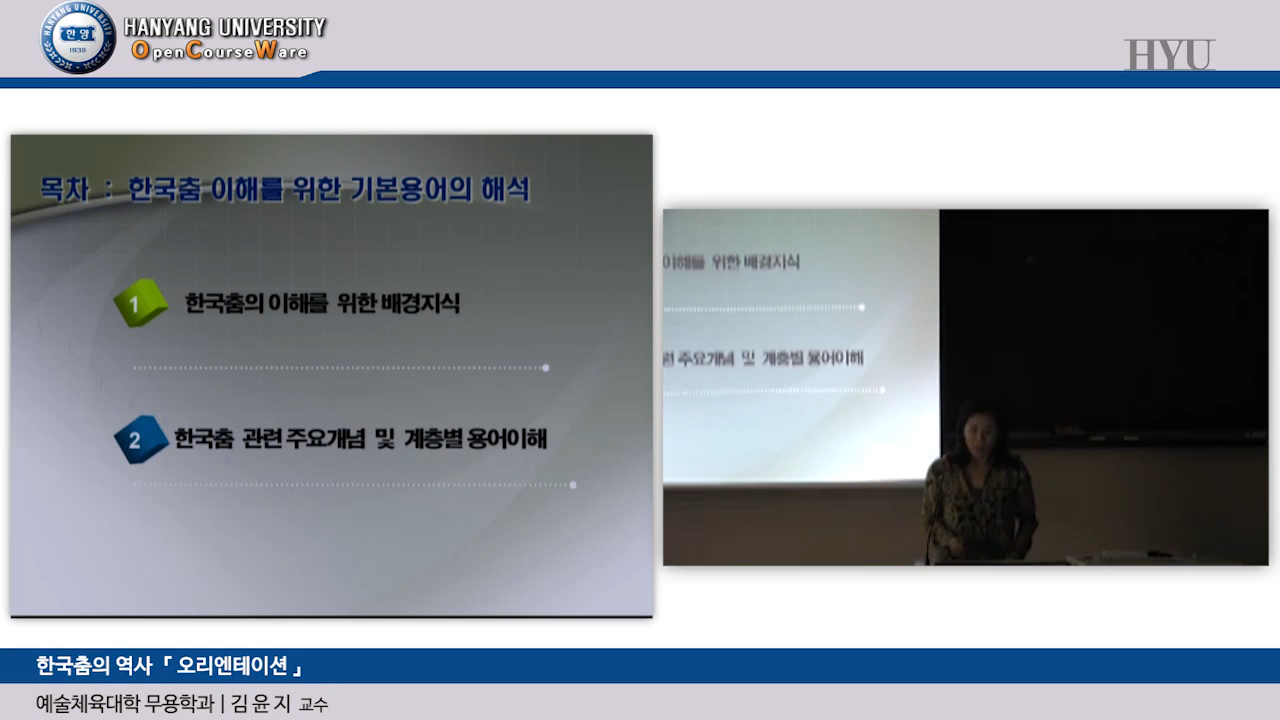 HANYANG UNIVERSITY
한양
1939
HANYANG UNIVERSITY
OpenCourseWare
HYU
목차 : 한국춤 이해를 위한 기본용어의 해석
1 한국춤의 이해를 위한 배경지식
2 한국춤 관련 주요개념 및 계층별 용어이해
이해를 위한 배경지식
련 주요개념 및 계층별 용어이해
한국춤의 역사 「 오리엔테이션 」
예술체육대학 무용학과 | 김 윤 지 교수